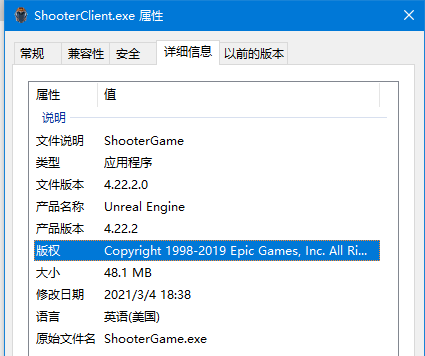 ShooterClient.exe 属性
常规 兼容性 安全 详细信息 以前的版本
属性 值
说明
文件说明 ShooterGame
类型 应用程序
文件版本 4.22.2.0
产品名称 Unreal Engine
产品版本 4.22.2
版权 Copyright 1998-2019 Epic Games, Inc. All Ri...
大小 48.1 MB
修改日期 2021/3/4 18:38
语言 英语(美国)
原始文件名 ShooterGame.exe